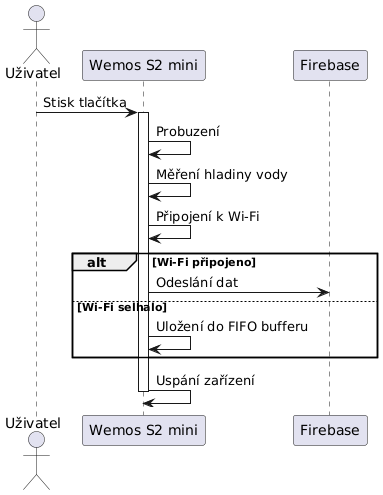 Uživatel
Wemos S2 mini
Firebase
Stisk tlačítka
Probuzení
Měření hladiny vody
Připojení k Wi-Fi
alt
[Wi-Fi připojeno]
Odeslání dat
[Wi-Fi selhalo]
Uložení do FIFO bufferu
Uspání zařízení
Uživatel
Wemos S2 mini
Firebase